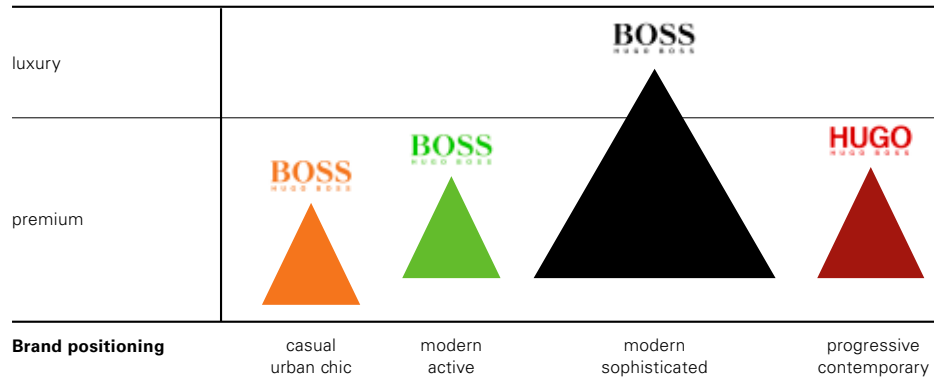 BOSS
HUGO BOSS
luxury
BOSS
HUGO BOSS
HUGO
HUGO BOSS
BOSS
HUGO BOSS
premium
Brand positioning
casual
urban chic
modern
active
modern
sophisticated
progressive
contemporary